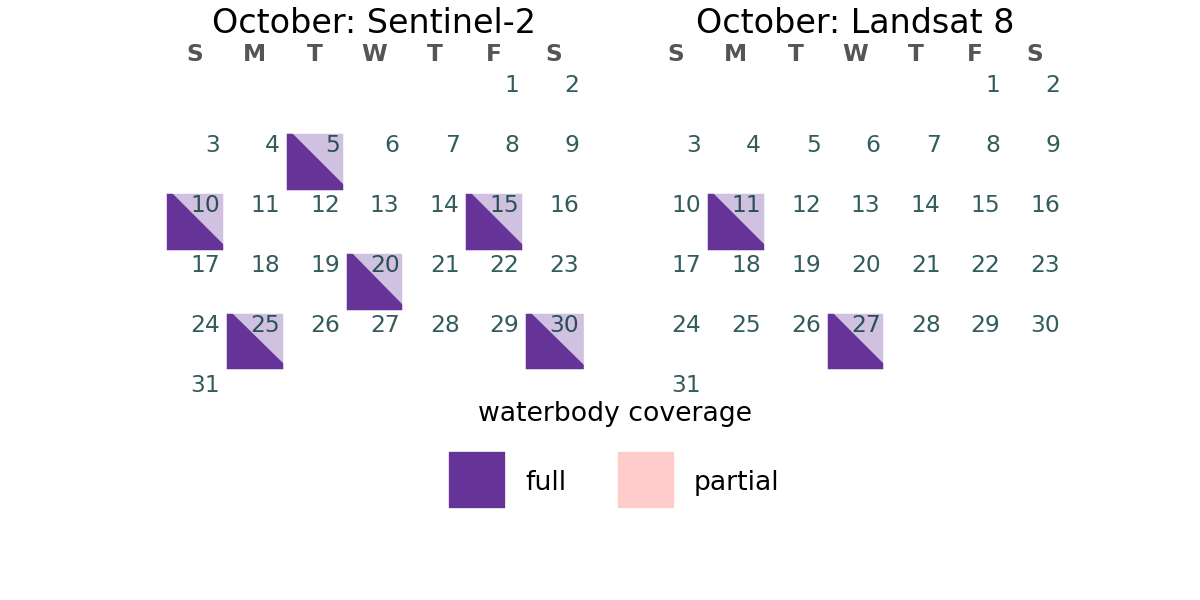 October: Sentinel-2
S M T W T F S
1 2
3 4 5 6 7 8 9
10 11 12 13 14 15 16
17 18 19 20 21 22 23
24 25 26 27 28 29 30
31
October: Landsat 8
S M T W T F S
1 2
3 4 5 6 7 8 9
10 11 12 13 14 15 16
17 18 19 20 21 22 23
24 25 26 27 28 29 30
31
waterbody coverage
full partial